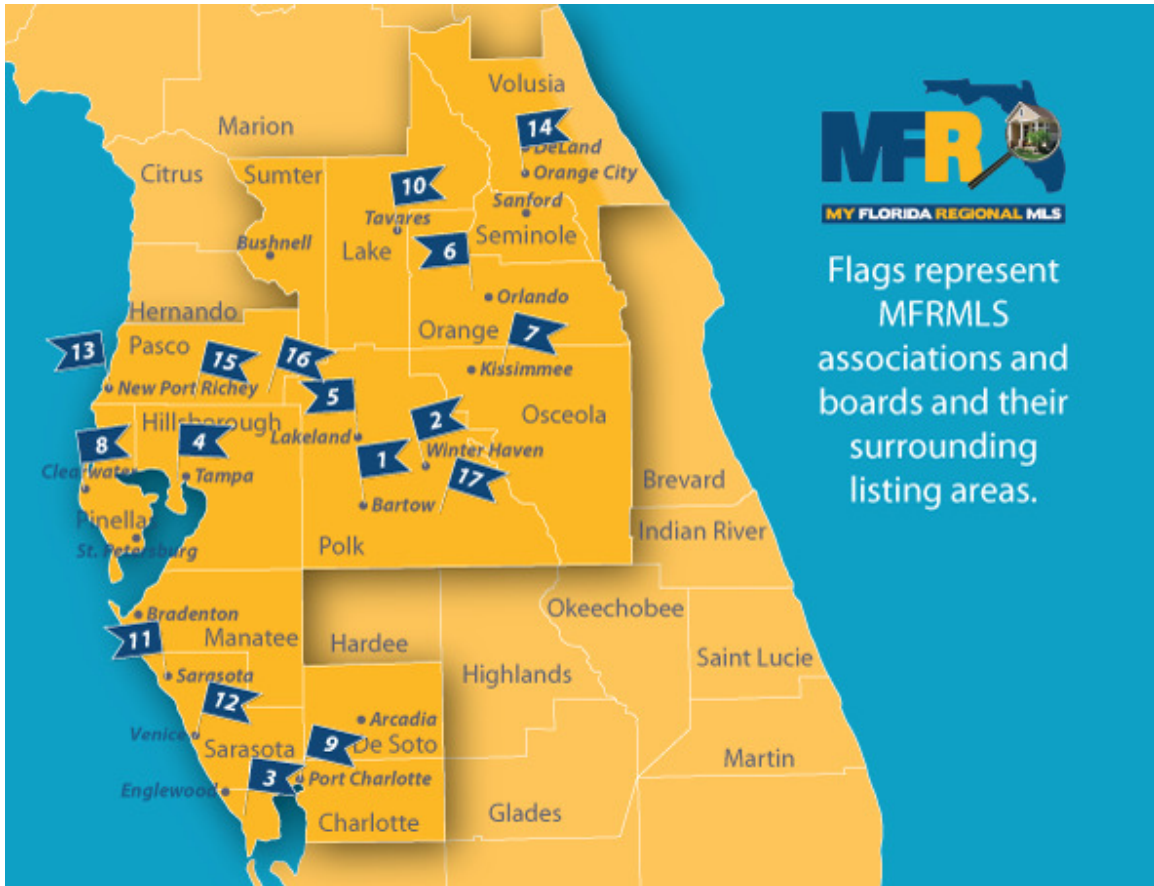 Volusia
Marion
14
DeLand
Citrus
Sumter
Orange City
10
Sanford
Tavares
Seminole
Bushnell
Lake
6
Orlando
Hernando
Orange
7
Pasco
13
15
16
Kissimmee
New Port Richey
5
Osceola
Hillsborough
2
Lakeland
4
8
Winter Haven
1
Clearwater
Tampa
17
Brevard
Bartow
Pinellas
Indian River
St. Petersburg
Polk
Okeechobee
Bradenton
11
Manatee
Hardee
Saint Lucie
Highlands
Sarasota
12
Arcadia
Venice
9
De Soto
Sarasota
Martin
3
Port Charlotte
Englewood
Glades
Charlotte
MFR
MY FLORIDA REGIONAL MLS
Flags represent
MFRMLS
associations and
boards and their
surrounding
listing areas.